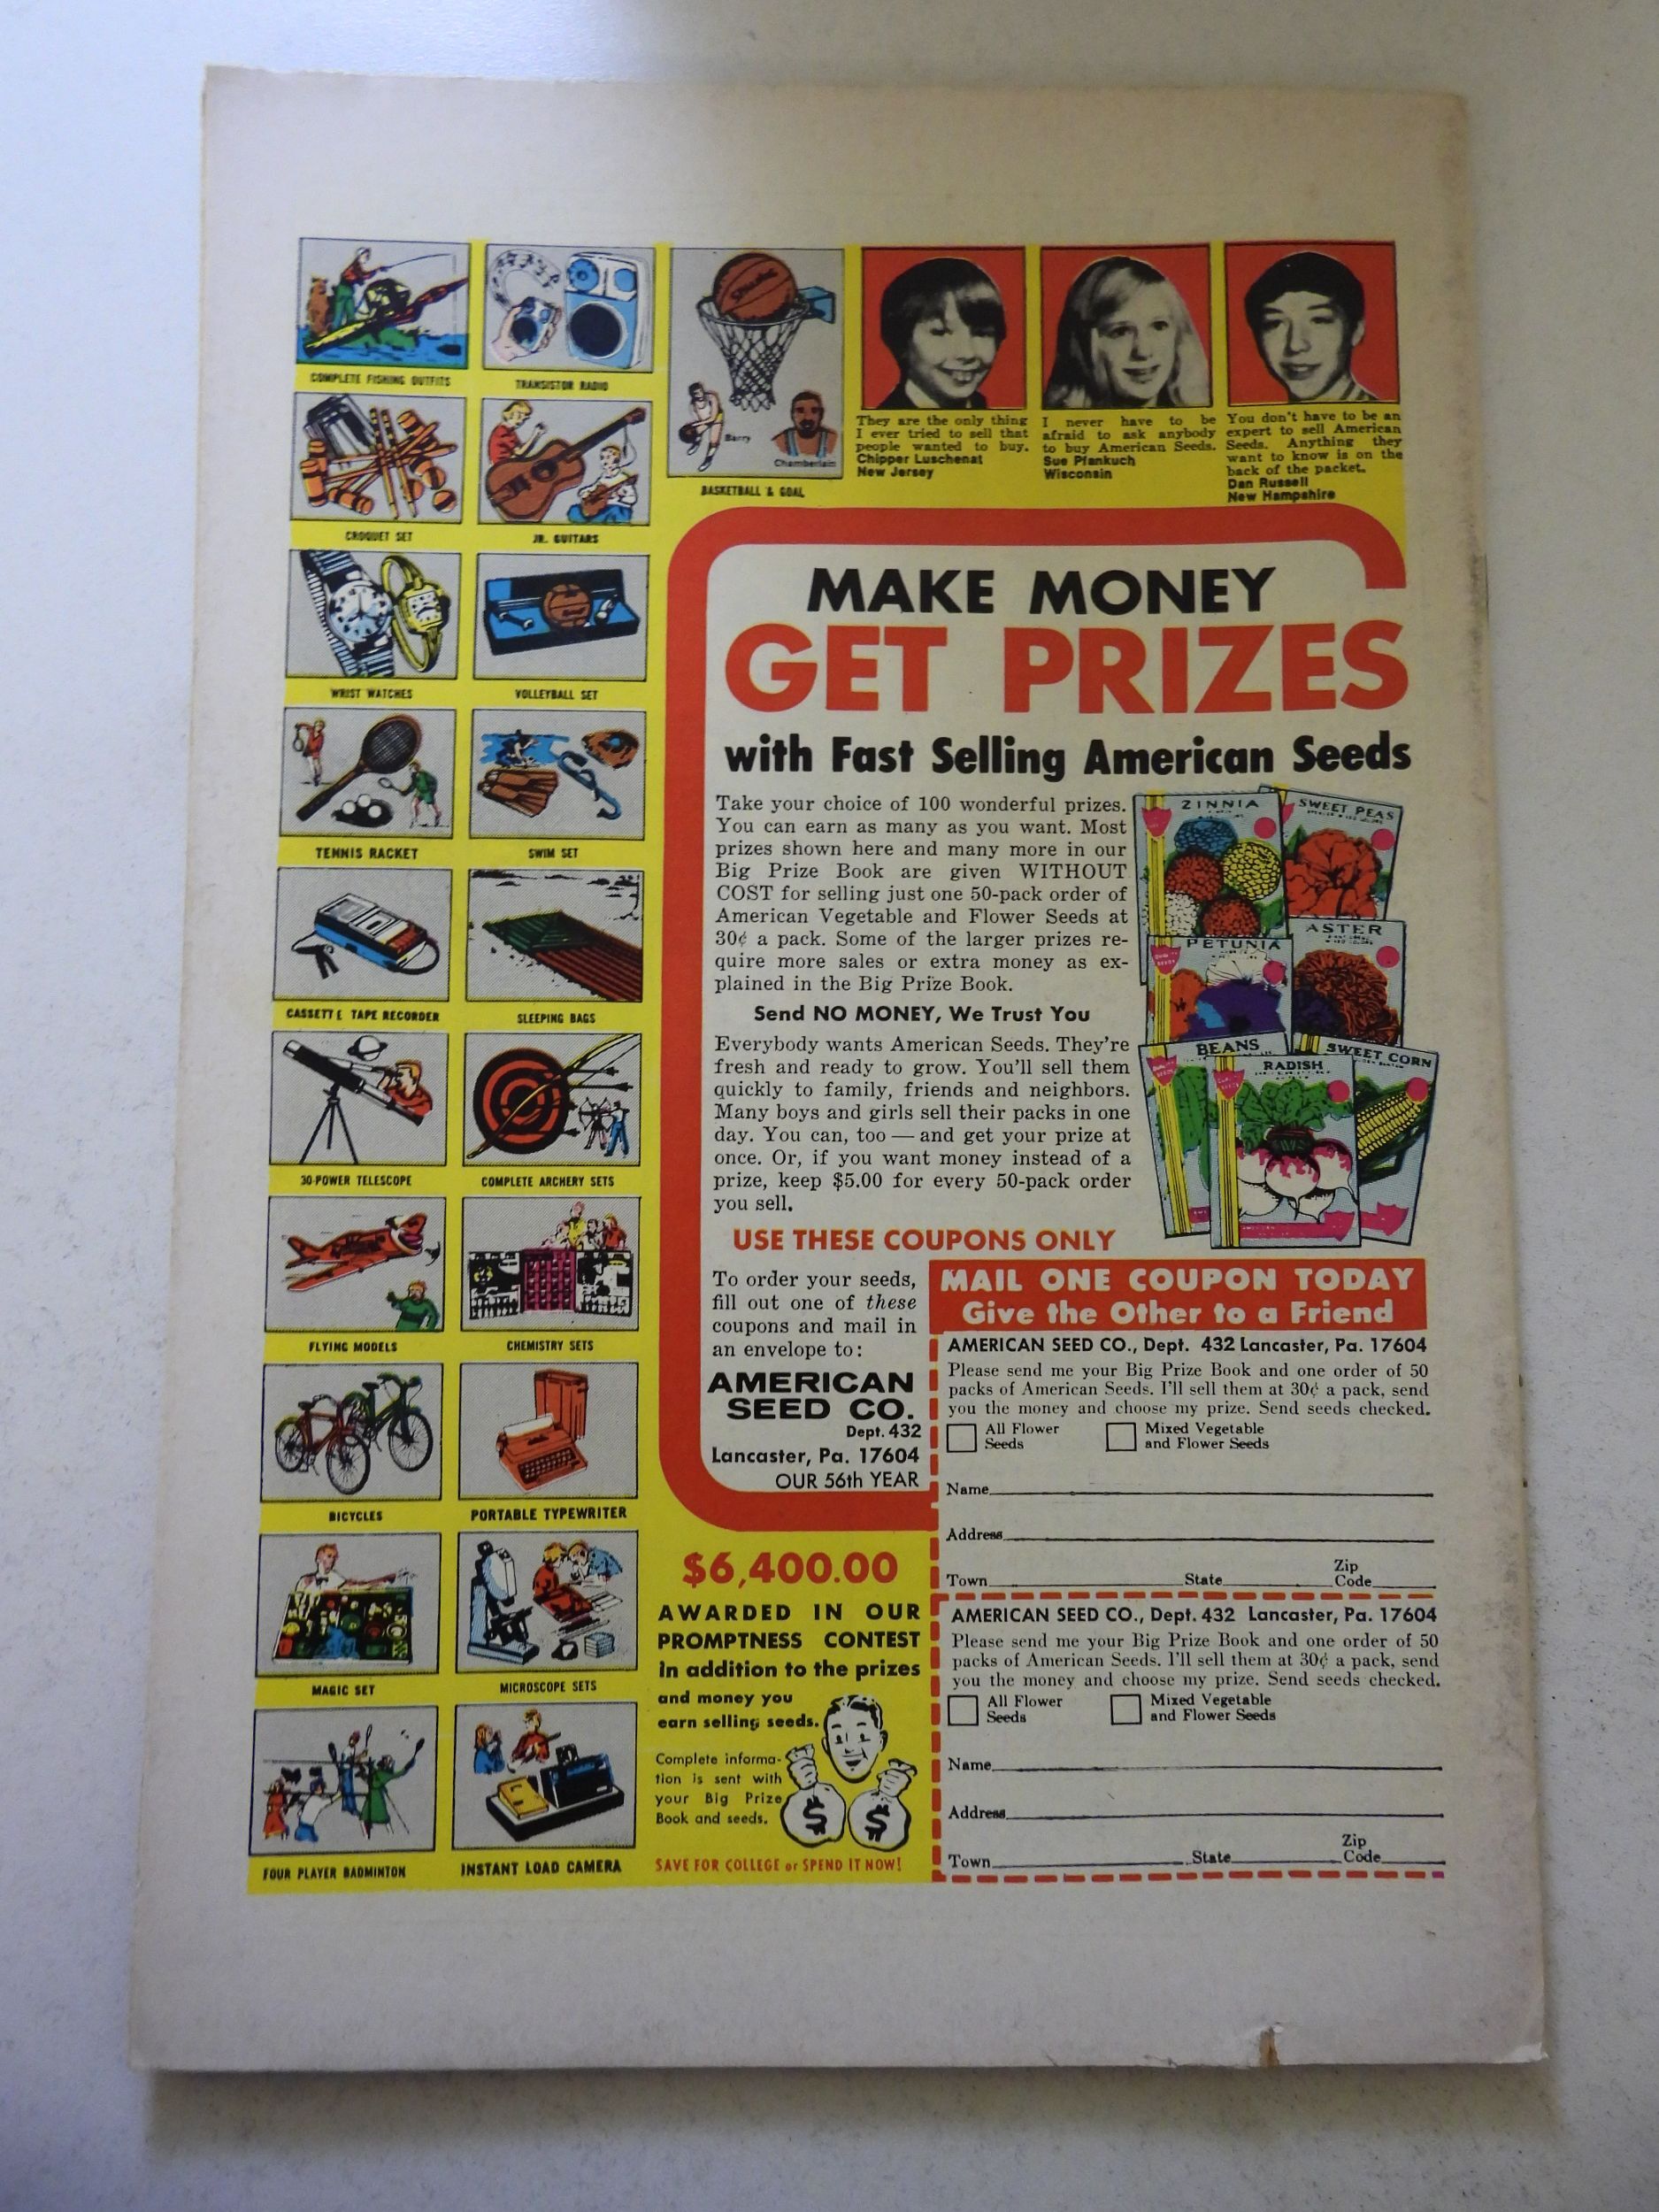 COMPLETE FISHING OUTFITS
TRANSISTOR RADIO
Spalding
Barry
Chamberlain
BASKETBALL & GOAL
CROQUET SET
JR. GUITARS
WRIST WATCHES
VOLLEYBALL SET
TENNIS RACKET
SWIM SET
CASSETTE TAPE RECORDER
SLEEPING BAGS
30-POWER TELESCOPE
COMPLETE ARCHERY SETS
FLYING MODELS
CHEMISTRY SETS
BICYCLES
PORTABLE TYPEWRITER
MAGIC SET
MICROSCOPE SETS
FOUR PLAYER BADMINTON
INSTANT LOAD CAMERA
They are the only thing
I ever tried to sell that
people wanted to buy.
Chipper Luschenat
New Jersey
I never have to be
afraid to ask anybody
to buy American Seeds.
Sue Pfankuch
Wisconsin
You don't have to be an
expert to sell American
Seeds. Anything they
want to know is on the
back of the packet.
Dan Russell
New Hampshire
MAKE MONEY
GET PRIZES
with Fast Selling American Seeds
Take your choice of 100 wonderful prizes.
You can earn as many as you want. Most
prizes shown here and many more in our
Big Prize Book are given WITHOUT
COST for selling just one 50-pack order of
American Vegetable and Flower Seeds at
30¢ a pack. Some of the larger prizes re-
quire more sales or extra money as ex-
plained in the Big Prize Book.
Send NO MONEY, We Trust You
Everybody wants American Seeds. They're
fresh and ready to grow. You'll sell them
quickly to family, friends and neighbors.
Many boys and girls sell their packs in one
day. You can, too — and get your prize at
once. Or, if you want money instead of a
prize, keep $5.00 for every 50-pack order
you sell.
ZINNIA
SWEET PEAS
PETUNIA
ASTER
BEANS
RADISH
SWEET CORN
USE THESE COUPONS ONLY
To order your seeds,
fill out one of these
coupons and mail in
an envelope to:
AMERICAN
SEED CO.
Dept. 432
Lancaster, Pa. 17604
OUR 56th YEAR
$6,400.00
AWARDED IN OUR
PROMPTNESS CONTEST
in addition to the prizes
and money you
earn selling seeds.
Complete informa-
tion is sent with
your Big Prize
Book and seeds.
$ $
SAVE FOR COLLEGE or SPEND IT NOW!
MAIL ONE COUPON TODAY
Give the Other to a Friend
AMERICAN SEED CO., Dept. 432 Lancaster, Pa. 17604
Please send me your Big Prize Book and one order of 50
packs of American Seeds. I'll sell them at 30¢ a pack, send
you the money and choose my prize. Send seeds checked.
All Flower
Seeds
Mixed Vegetable
and Flower Seeds
Name
Address
Town State Zip Code
AMERICAN SEED CO., Dept. 432 Lancaster, Pa. 17604
Please send me your Big Prize Book and one order of 50
packs of American Seeds. I'll sell them at 30¢ a pack, send
you the money and choose my prize. Send seeds checked.
All Flower
Seeds
Mixed Vegetable
and Flower Seeds
Name
Address
Town State Zip Code